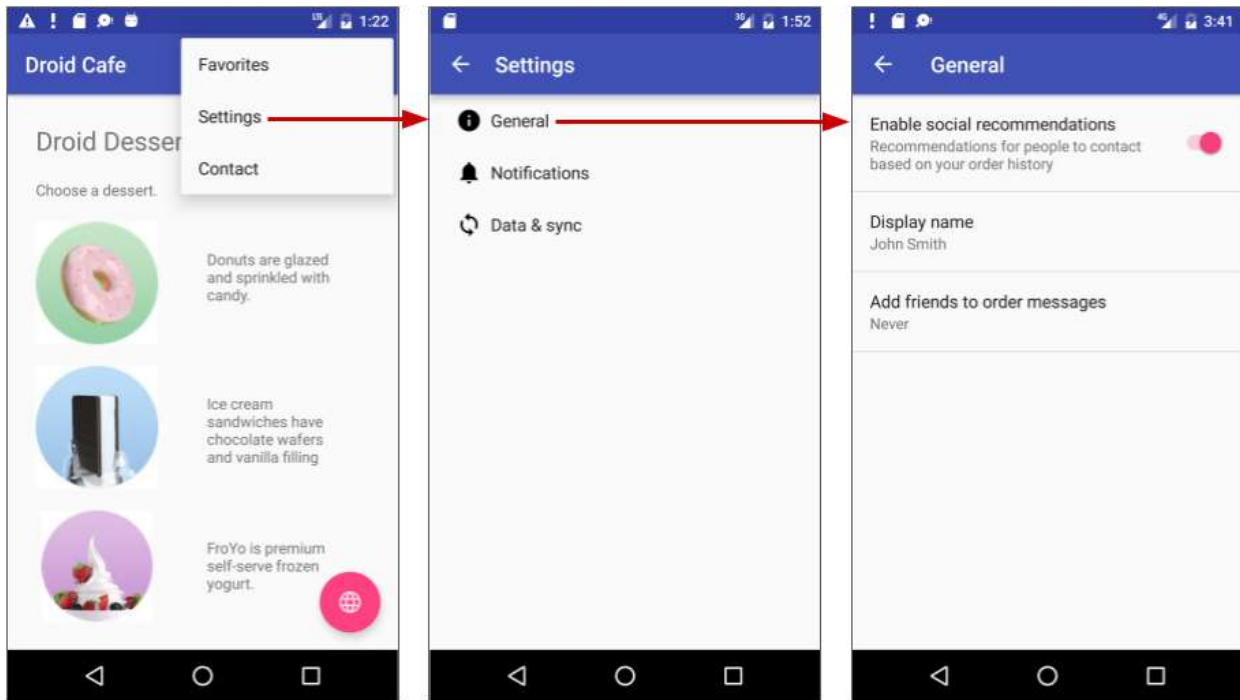 LTE 1:22
Droid Cafe
Favorites
Settings
Contact
Droid Desser
Choose a dessert.
Donuts are glazed
and sprinkled with
candy.
Ice cream
sandwiches have
chocolate wafers
and vanilla filling
FroYo is premium
self-serve frozen
yogurt.
3G 1:52
Settings
General
Notifications
Data & sync
4G 3:41
General
Enable social recommendations
Recommendations for people to contact
based on your order history
Display name
John Smith
Add friends to order messages
Never